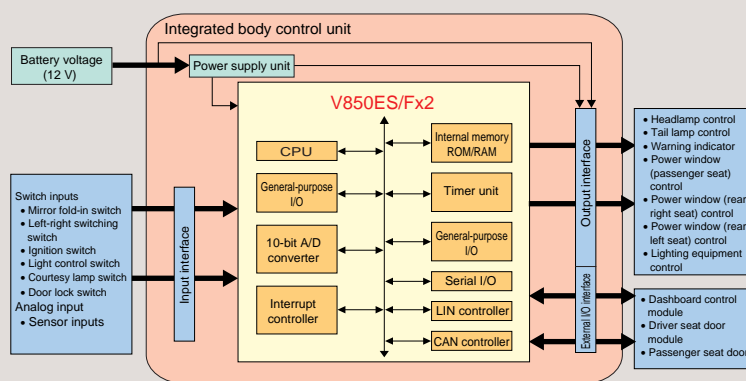 Integrated body control unit
Battery voltage
(12 V)
Power supply unit
V850ES/Fx2
CPU
General-purpose
I/O
10-bit A/D
converter
Interrupt
controller
Internal memory
ROM/RAM
Timer unit
General-purpose
I/O
Serial I/O
LIN controller
CAN controller
Switch inputs
• Mirror fold-in switch
• Left-right switching
switch
• Ignition switch
• Light control switch
• Courtesy lamp switch
• Door lock switch
Analog input
• Sensor inputs
Input interface
Output interface
External I/O interface
• Headlamp control
• Tail lamp control
• Warning indicator
• Power window
(passenger seat)
control
• Power window (rear
right seat) control
• Power window (rear
left seat) control
• Lighting equipment
control
• Dashboard control
module
• Driver seat door
module
• Passenger seat door